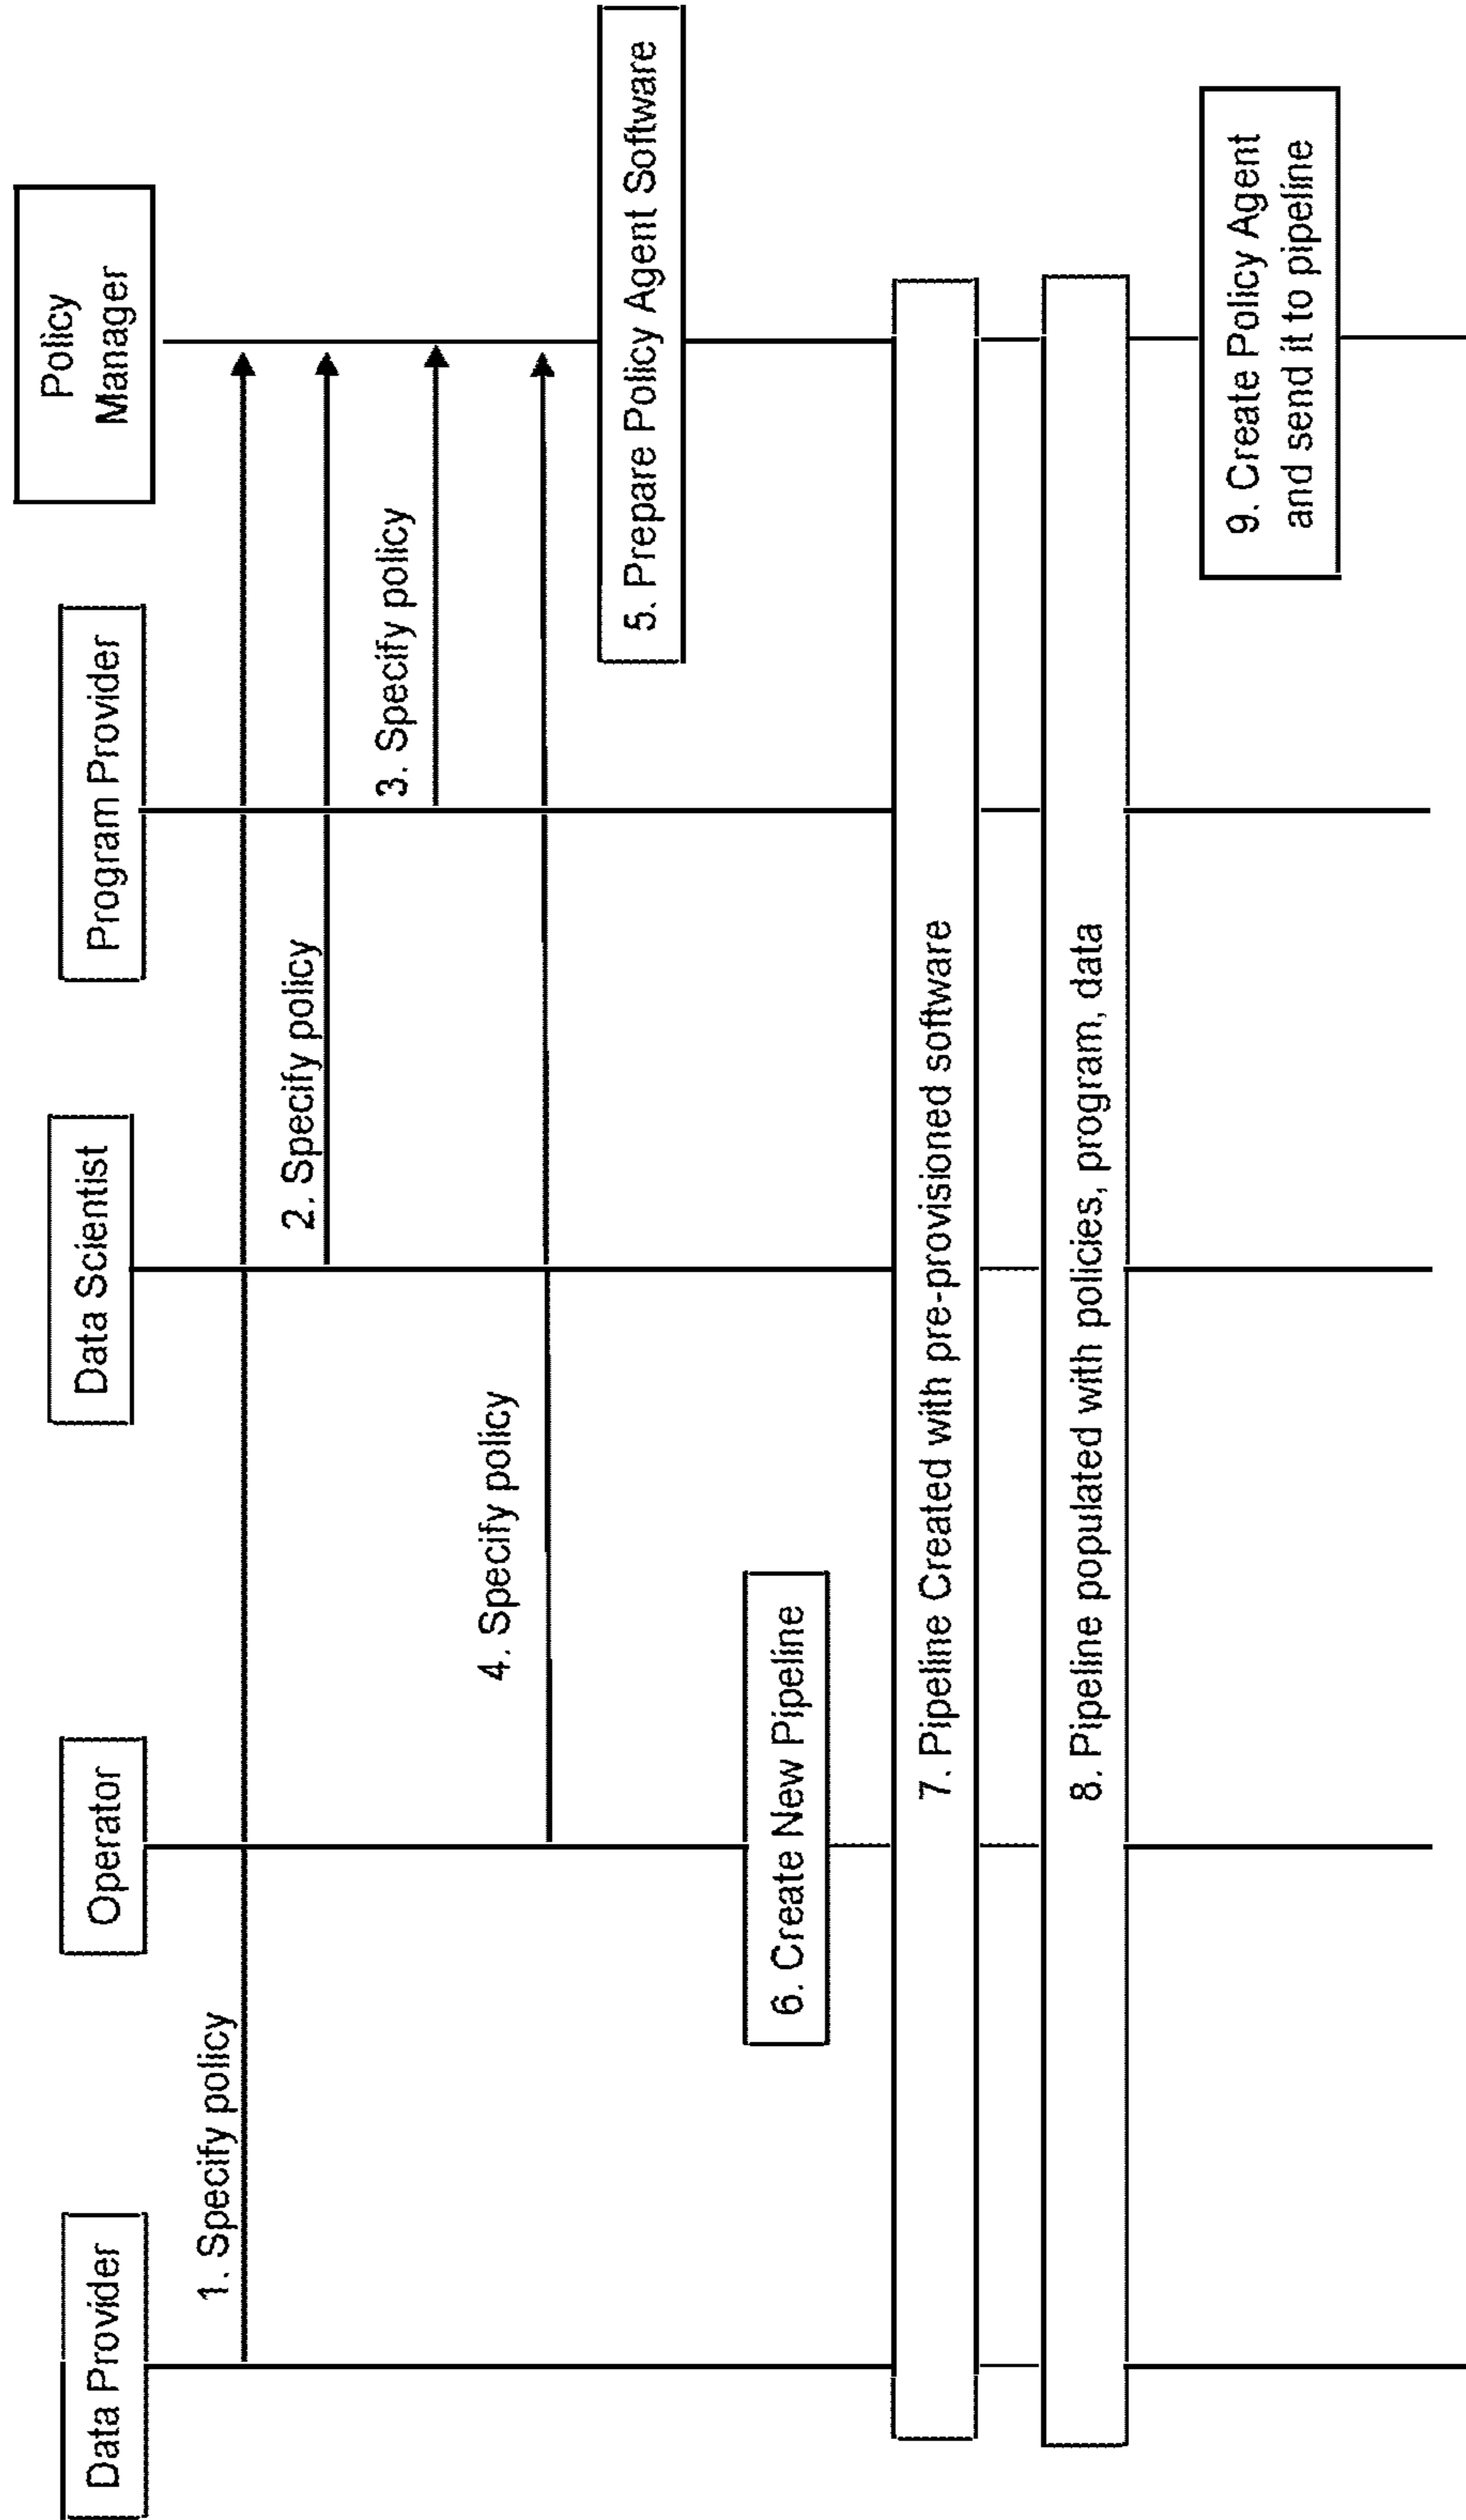 Data Provider
Operator
Data Scientist
Program Provider
Policy
Manager
1. Specify policy
2. Specify policy
3. Specify policy
4. Specify policy
5. Prepare Policy Agent Software
6. Create New Pipeline
7. Pipeline Created with pre-provisioned software
8. Pipeline populated with policies, program, data
9. Create Policy Agent
and send it to pipeline